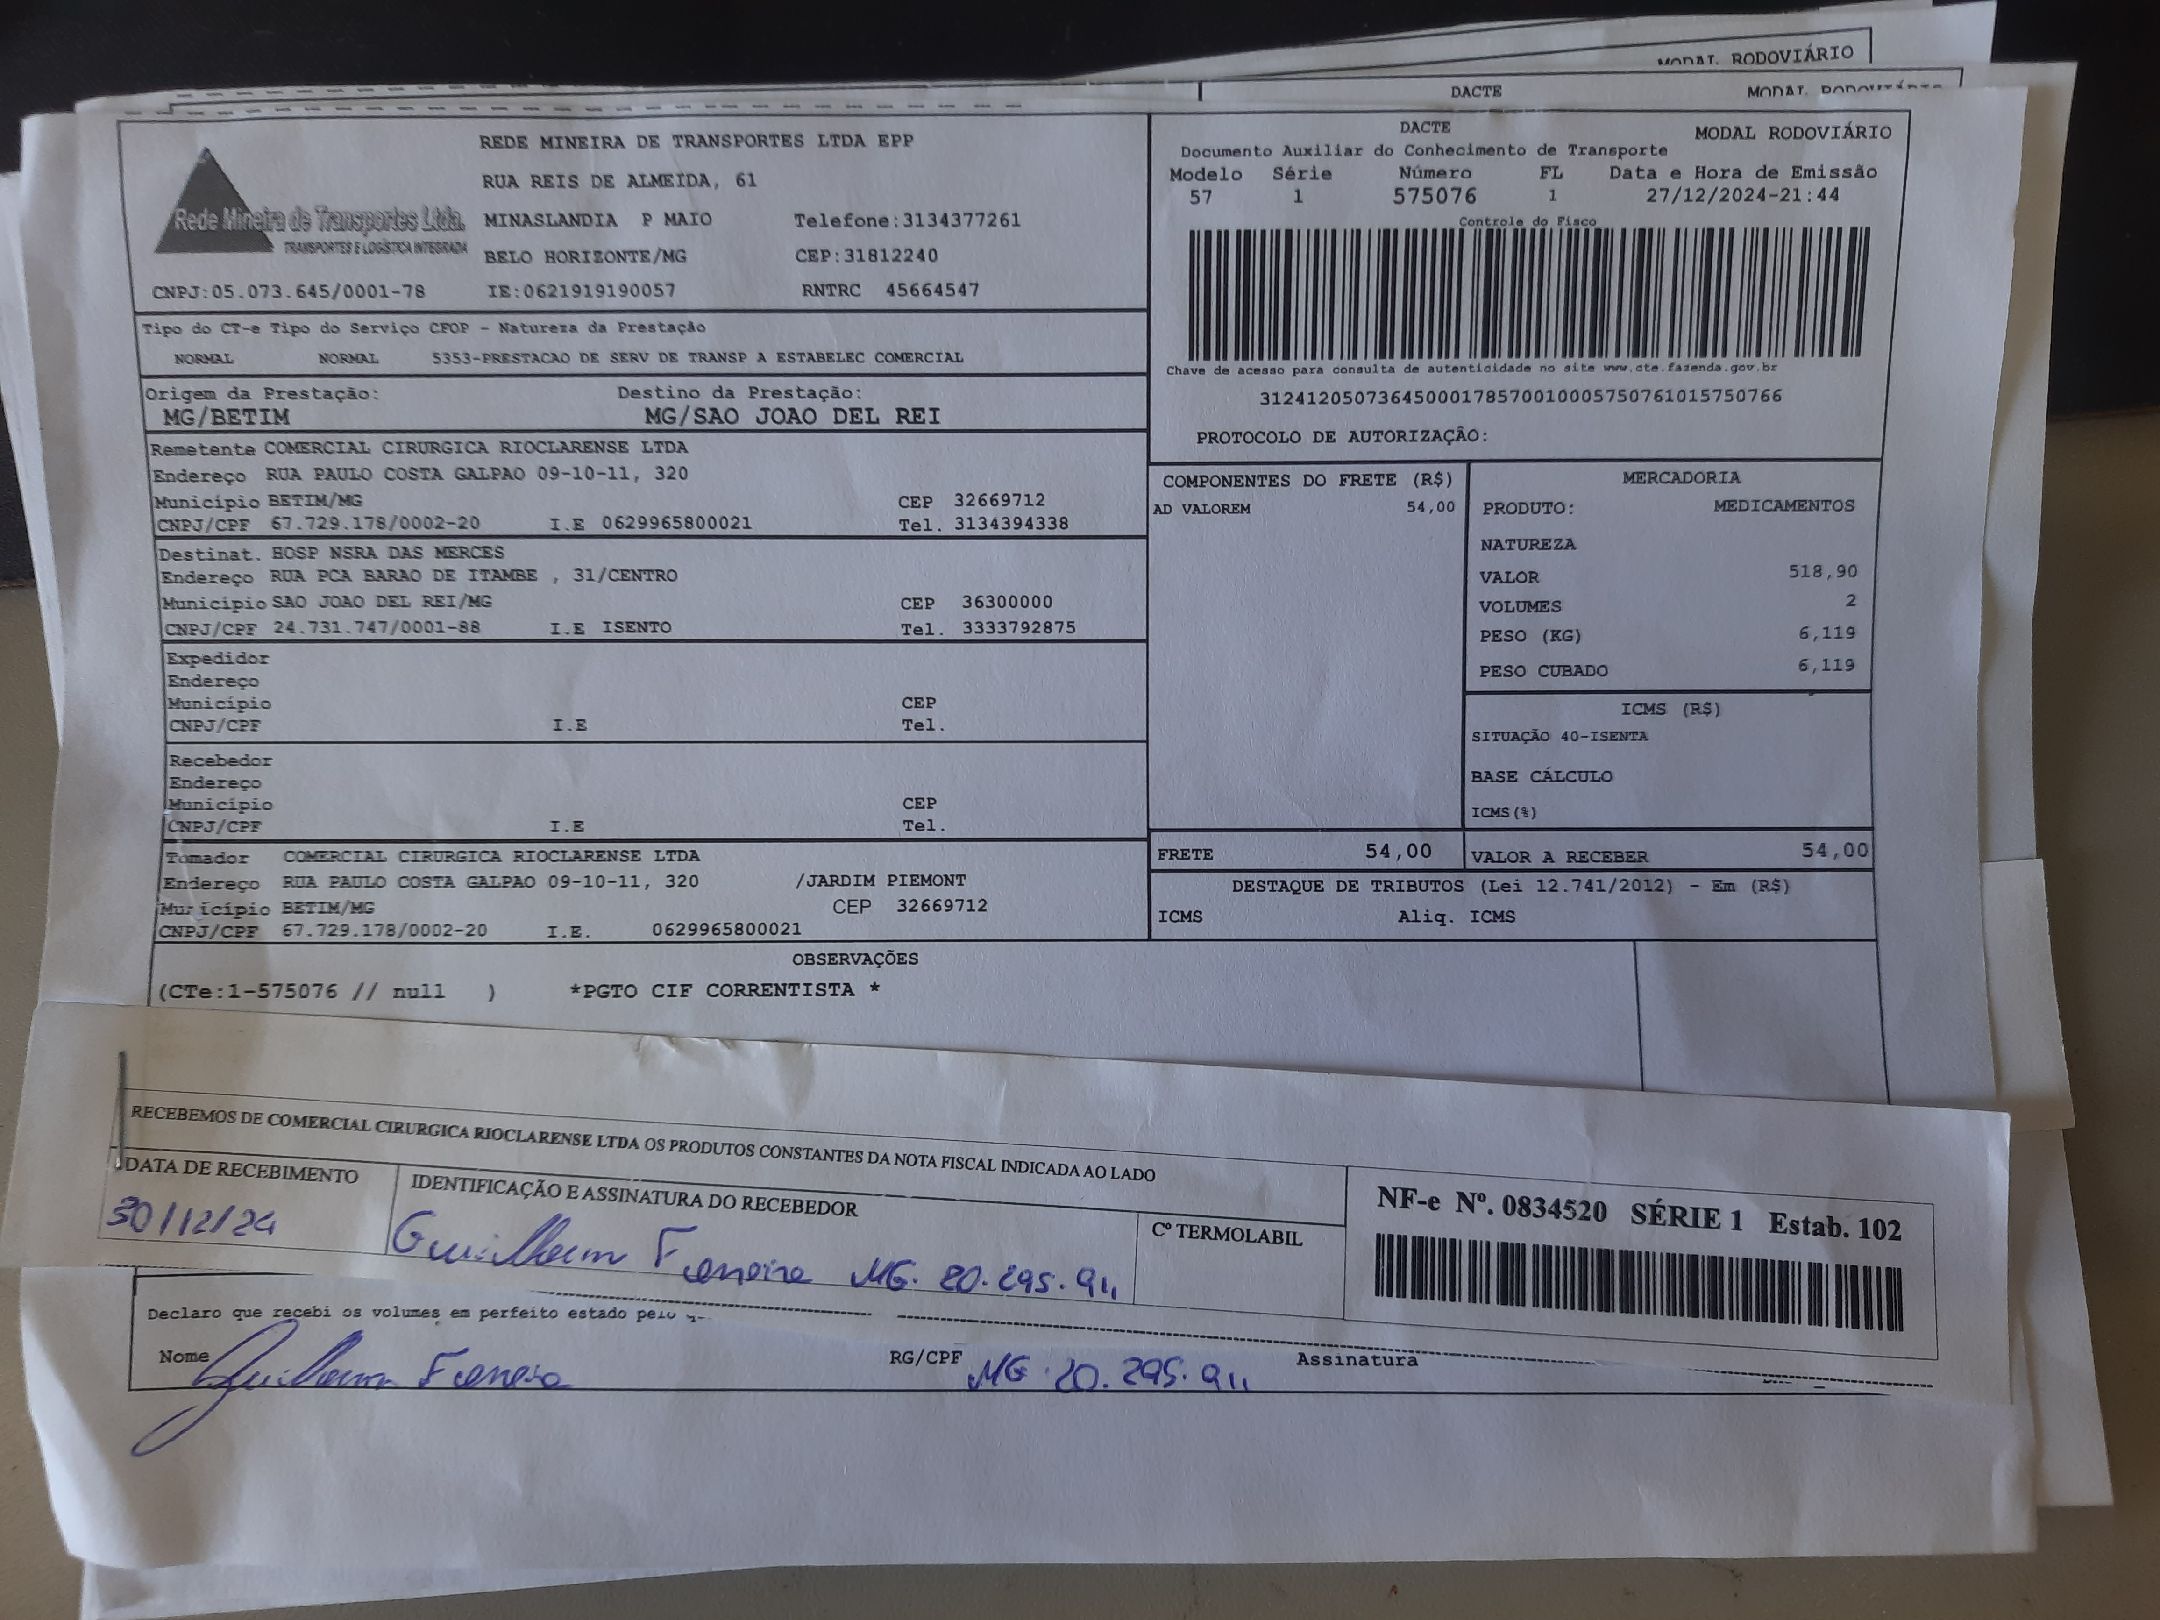 MODAL RODOVIÁRIO
DACTE MODAL RODOVIÁRIO
REDE MINEIRA DE TRANSPORTES LTDA EPP
RUA REIS DE ALMEIDA, 61
MINASLANDIA P MAIO Telefone:3134377261
BELO HORIZONTE/MG CEP:31812240
Rede Mineira de Transportes Ltda.
TRANSPORTES E LOGÍSTICA INTEGRADA
CNPJ:05.073.645/0001-78 IE:0621919190057 RNTRC 45664547
DACTE MODAL RODOVIÁRIO
Documento Auxiliar do Conhecimento de Transporte
Modelo Série Número FL Data e Hora de Emissão
57 1 575076 1 27/12/2024-21:44
Controle do Fisco
Chave de acesso para consulta de autenticidade no site www.cte.fazenda.gov.br
31241205073645000178570010005750761015750766
PROTOCOLO DE AUTORIZAÇÃO:
Tipo do CT-e Tipo do Serviço CFOP - Natureza da Prestação
NORMAL NORMAL 5353-PRESTACAO DE SERV DE TRANSP A ESTABELEC COMERCIAL
Origem da Prestação: Destino da Prestação:
MG/BETIM MG/SAO JOAO DEL REI
Remetente COMERCIAL CIRURGICA RIOCLARENSE LTDA
Endereço RUA PAULO COSTA GALPAO 09-10-11, 320
Município BETIM/MG CEP 32669712
CNPJ/CPF 67.729.178/0002-20 I.E 0629965800021 Tel. 3134394338
Destinat. HOSP NSRA DAS MERCES
Endereço RUA PCA BARAO DE ITAMBE , 31/CENTRO
Município SAO JOAO DEL REI/MG CEP 36300000
CNPJ/CPF 24.731.747/0001-88 I.E ISENTO Tel. 3333792875
Expedidor
Endereço
Município CEP
CNPJ/CPF I.E Tel.
Recebedor
Endereço
Município CEP
CNPJ/CPF I.E Tel.
Tomador COMERCIAL CIRURGICA RIOCLARENSE LTDA
Endereço RUA PAULO COSTA GALPAO 09-10-11, 320 /JARDIM PIEMONT
Município BETIM/MG CEP 32669712
CNPJ/CPF 67.729.178/0002-20 I.E. 0629965800021
COMPONENTES DO FRETE (R$)
AD VALOREM 54,00
MERCADORIA
PRODUTO: MEDICAMENTOS
NATUREZA
VALOR 518,90
VOLUMES 2
PESO (KG) 6,119
PESO CUBADO 6,119
ICMS (R$)
SITUAÇÃO 40-ISENTA
BASE CÁLCULO
ICMS(%)
FRETE 54,00 VALOR A RECEBER 54,00
DESTAQUE DE TRIBUTOS (Lei 12.741/2012) - Em (R$)
ICMS Aliq. ICMS
OBSERVAÇÕES
(CTe:1-575076 // null ) *PGTO CIF CORRENTISTA *
RECEBEMOS DE COMERCIAL CIRURGICA RIOCLARENSE LTDA OS PRODUTOS CONSTANTES DA NOTA FISCAL INDICADA AO LADO
DATA DE RECEBIMENTO IDENTIFICAÇÃO E ASSINATURA DO RECEBEDOR
30/12/24 Guilherm Ferreira MG. 20.295.911
Cº TERMOLABIL
NF-e Nº. 0834520 SÉRIE 1 Estab. 102
Declaro que recebi os volumes em perfeito estado pelo
Nome Guilherm Ferreira RG/CPF MG 20.295.911 Assinatura